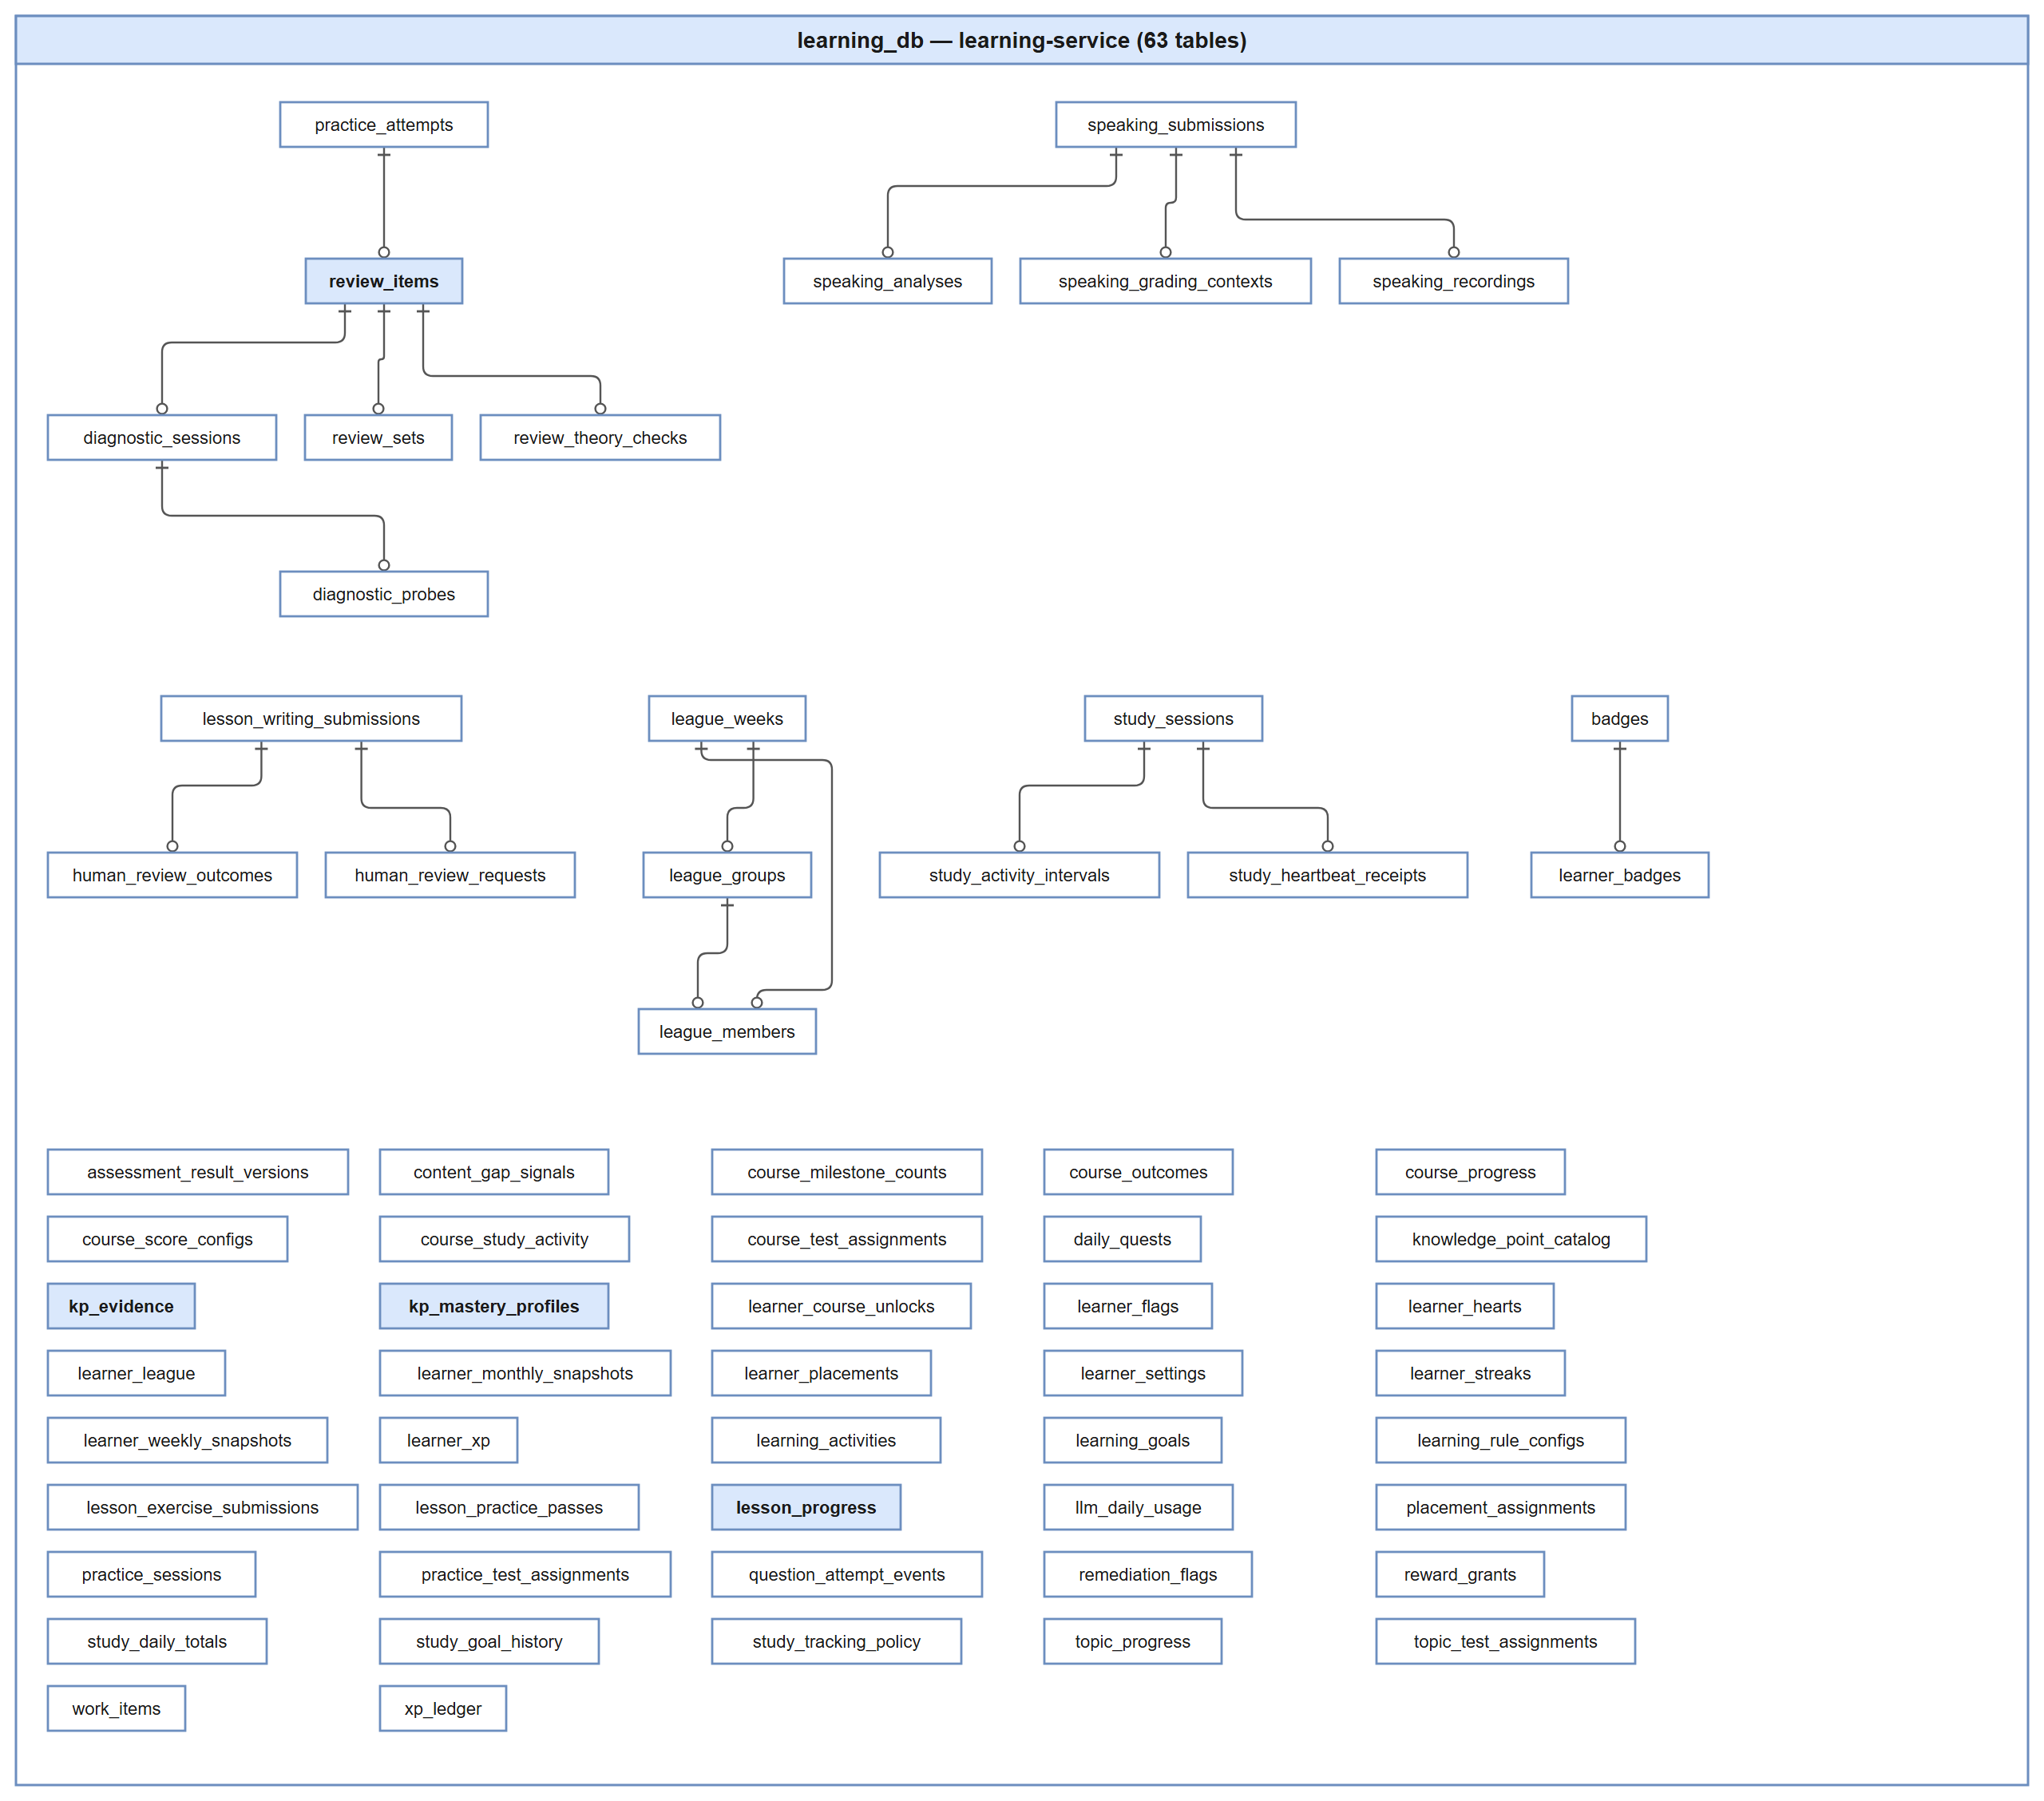 learning_db — learning-service (63 tables)
practice_attempts
speaking_submissions
review_items
speaking_analyses
speaking_grading_contexts
speaking_recordings
diagnostic_sessions
review_sets
review_theory_checks
diagnostic_probes
lesson_writing_submissions
league_weeks
study_sessions
badges
human_review_outcomes
human_review_requests
league_groups
study_activity_intervals
study_heartbeat_receipts
learner_badges
league_members
assessment_result_versions
content_gap_signals
course_milestone_counts
course_outcomes
course_progress
course_score_configs
course_study_activity
course_test_assignments
daily_quests
knowledge_point_catalog
kp_evidence
kp_mastery_profiles
learner_course_unlocks
learner_flags
learner_hearts
learner_league
learner_monthly_snapshots
learner_placements
learner_settings
learner_streaks
learner_weekly_snapshots
learner_xp
learning_activities
learning_goals
learning_rule_configs
lesson_exercise_submissions
lesson_practice_passes
lesson_progress
llm_daily_usage
placement_assignments
practice_sessions
practice_test_assignments
question_attempt_events
remediation_flags
reward_grants
study_daily_totals
study_goal_history
study_tracking_policy
topic_progress
topic_test_assignments
work_items
xp_ledger